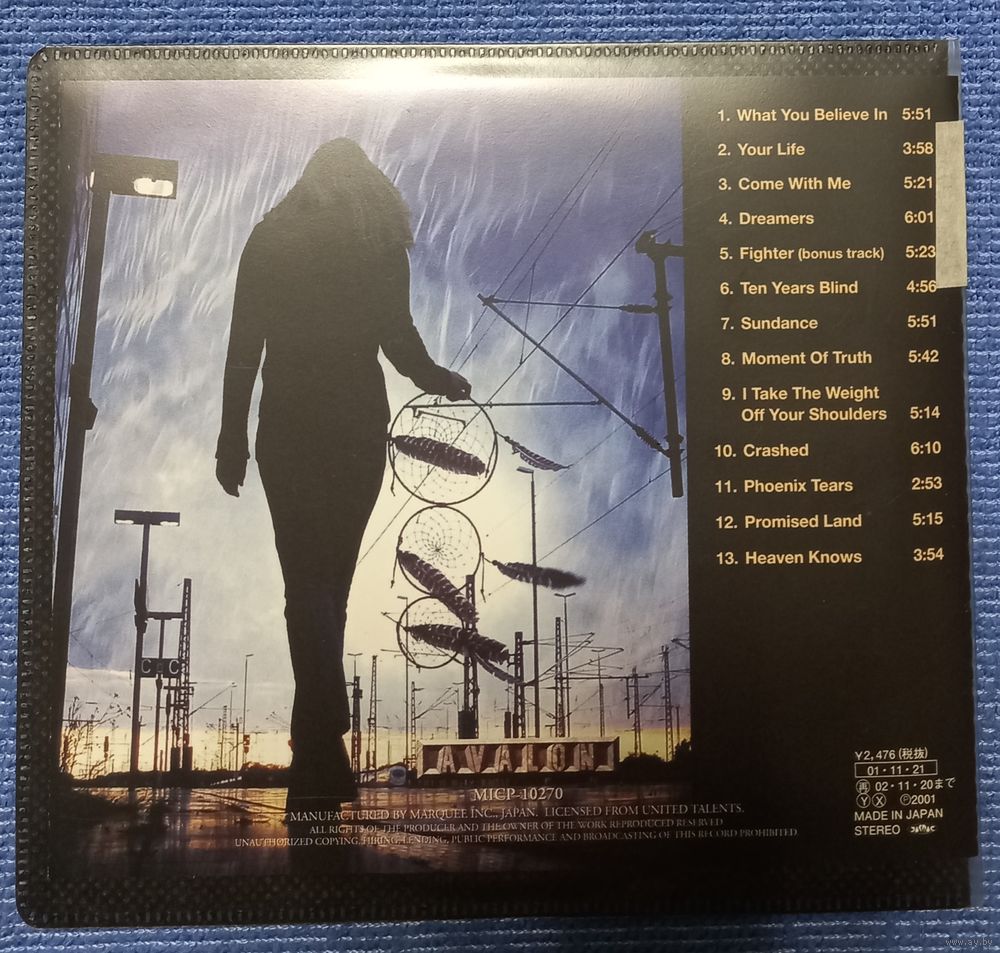 1. What You Believe In 5:51
2. Your Life 3:58
3. Come With Me 5:21
4. Dreamers 6:01
5. Fighter (bonus track) 5:23
6. Ten Years Blind 4:56
7. Sundance 5:51
8. Moment Of Truth 5:42
9. I Take The Weight
Off Your Shoulders 5:14
10. Crashed 6:10
11. Phoenix Tears 2:53
12. Promised Land 5:15
13. Heaven Knows 3:54
C C
AVALON
MICP-10270
MANUFACTURED BY MARQUEE INC., JAPAN. LICENSED FROM UNITED TALENTS.
ALL RIGHTS OF THE PRODUCER AND THE OWNER OF THE WORK REPRODUCED RESERVED
UNAUTHORIZED COPYING, HIRING, LENDING, PUBLIC PERFORMANCE AND BROADCASTING OF THIS RECORD PROHIBITED
¥2,476 (税抜)
01・11・21
再 02・11・20まで
Ⓨ Ⓧ ℗2001
MADE IN JAPAN
STEREO
www.ay.by